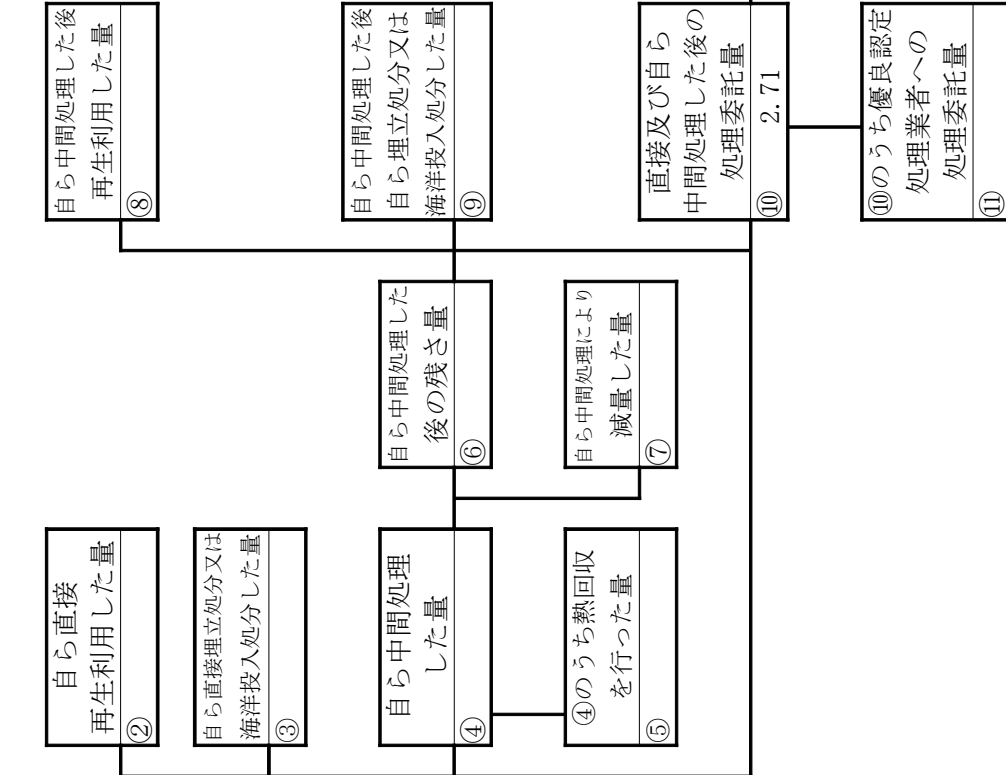 自ら直接
再生利用した量
②
自ら直接埋立処分又は
海洋投入処分した量
③
自ら中間処理
した量
④
④のうち熱回収
を行った量
⑤
自ら中間処理した
後の残さ量
⑥
自ら中間処理により
減量した量
⑦
自ら中間処理した後
再生利用した量
⑧
自ら中間処理した後
自ら埋立処分又は
海洋投入処分した量
⑨
直接及び自ら
中間処理した後の
処理委託量
⑩ 2.71
⑩のうち優良認定
処理業者への
処理委託量
⑪